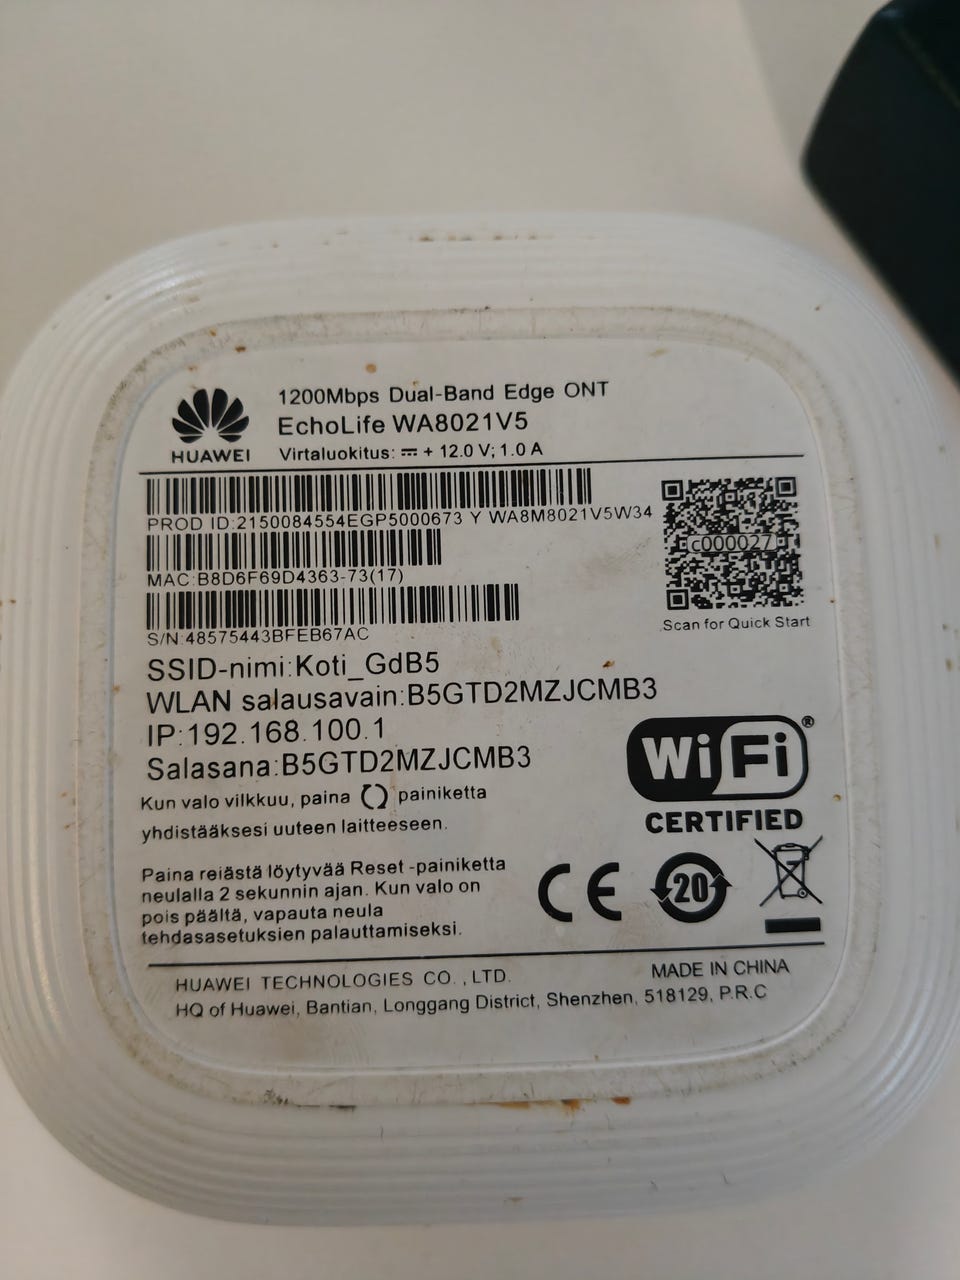 1200Mbps Dual-Band Edge ONT
EchoLife WA8021V5
HUAWEI
Virtaluokitus: ⎓ + 12.0 V; 1.0 A
PROD ID:2150084554EGP5000673 Y WA8M8021V5W34
c000027
MAC:B8D6F69D4363-73(17)
S/N:48575443BFEB67AC
Scan for Quick Start
SSID-nimi:Koti_GdB5
WLAN salausavain:B5GTD2MZJCMB3
IP:192.168.100.1
Salasana:B5GTD2MZJCMB3
Kun valo vilkkuu, paina painiketta
yhdistääksesi uuteen laitteeseen.
WiFi®
CERTIFIED
Paina reiästä löytyvää Reset -painiketta
neulalla 2 sekunnin ajan. Kun valo on
pois päältä, vapauta neula
tehdasasetuksien palauttamiseksi.
CE
20
HUAWEI TECHNOLOGIES CO., LTD.
MADE IN CHINA
HQ of Huawei, Bantian, Longgang District, Shenzhen, 518129, P.R.C